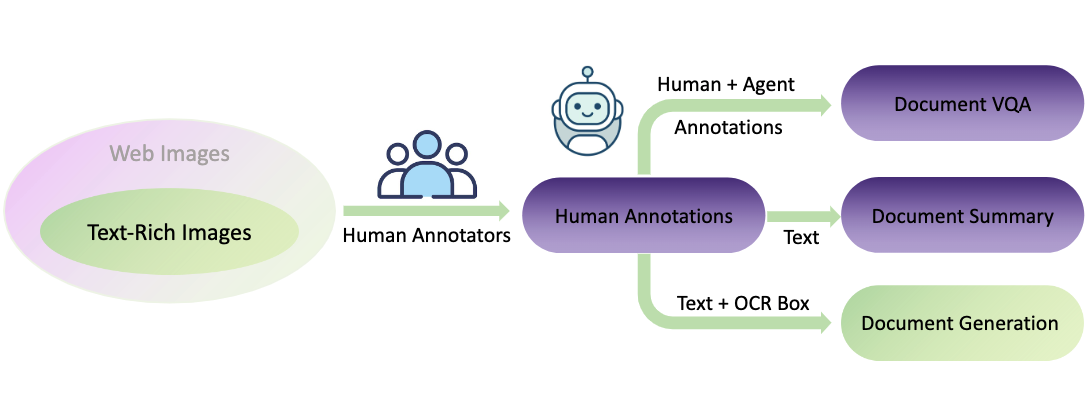 Web Images
Text-Rich Images
Human Annotators
Human Annotations
Human + Agent
Annotations
Document VQA
Text
Document Summary
Text + OCR Box
Document Generation